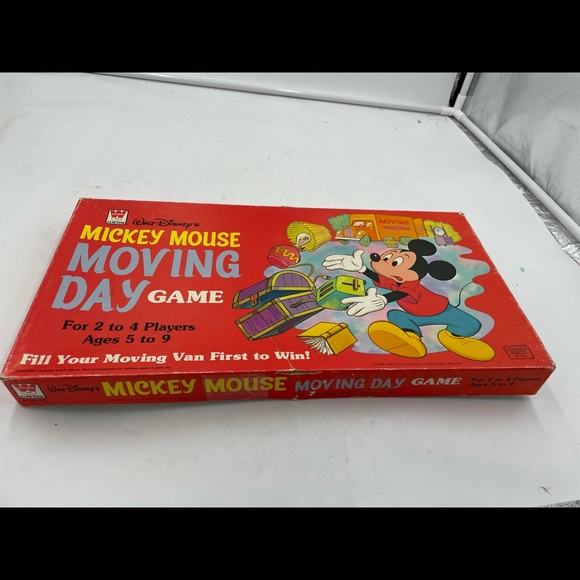 Walt Disney's
MICKEY MOUSE
MOVING
DAY GAME
For 2 to 4 Players
Ages 5 to 9
Fill Your Moving Van First to Win!
MOVING
Walt Disney's MICKEY MOUSE MOVING DAY GAME
For 2 to 4 Players
Ages 5 to 9